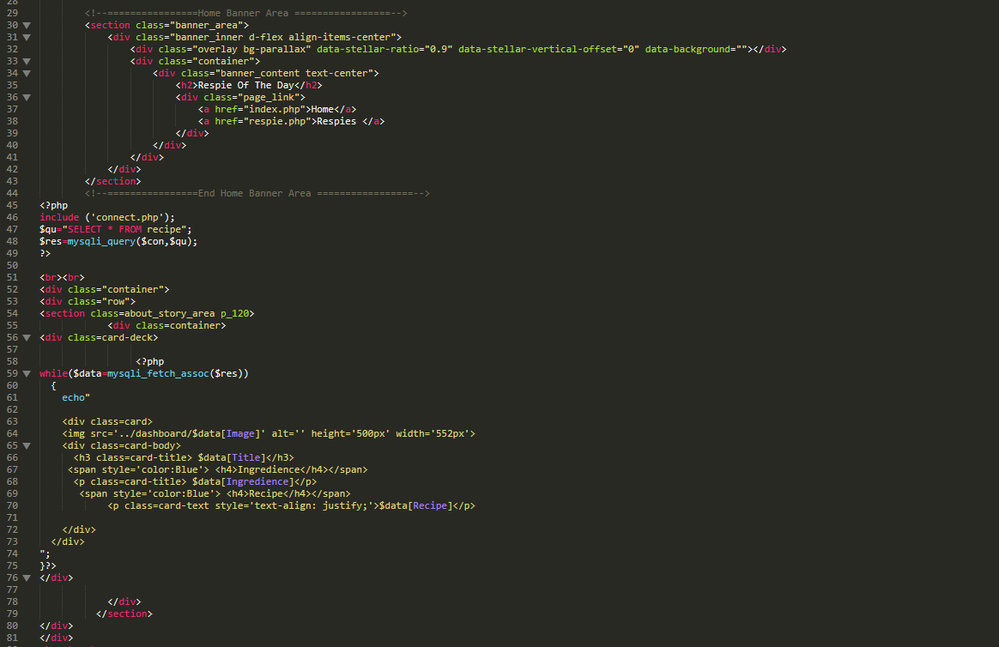 28
29 <!--================Home Banner Area =================-->
30 <section class="banner_area">
31 <div class="banner_inner d-flex align-items-center">
32 <div class="overlay bg-parallax" data-stellar-ratio="0.9" data-stellar-vertical-offset="0" data-background=""></div>
33 <div class="container">
34 <div class="banner_content text-center">
35 <h2>Respie Of The Day</h2>
36 <div class="page_link">
37 <a href="index.php">Home</a>
38 <a href="respie.php">Respies </a>
39 </div>
40 </div>
41 </div>
42 </div>
43 </section>
44 <!--================End Home Banner Area =================-->
45 <?php
46 include ('connect.php');
47 $qu="SELECT * FROM recipe";
48 $res=mysqli_query($con,$qu);
49 ?>
50
51 <br><br>
52 <div class="container">
53 <div class="row">
54 <section class=about_story_area p_120>
55 <div class=container>
56 <div class=card-deck>
57
58 <?php
59 while($data=mysqli_fetch_assoc($res))
60 {
61 echo"
62
63 <div class=card>
64 <img src='../dashboard/$data[Image]' alt='' height='500px' width='552px'>
65 <div class=card-body>
66 <h3 class=card-title> $data[Title]</h3>
67 <span style='color:Blue'> <h4>Ingredience</h4></span>
68 <p class=card-title> $data[Ingredience]</p>
69 <span style='color:Blue'> <h4>Recipe</h4></span>
70 <p class=card-text style='text-align: justify;'>$data[Recipe]</p>
71
72 </div>
73 </div>
74 ";
75 }?>
76 </div>
77
78 </div>
79 </section>
80 </div>
81 </div>